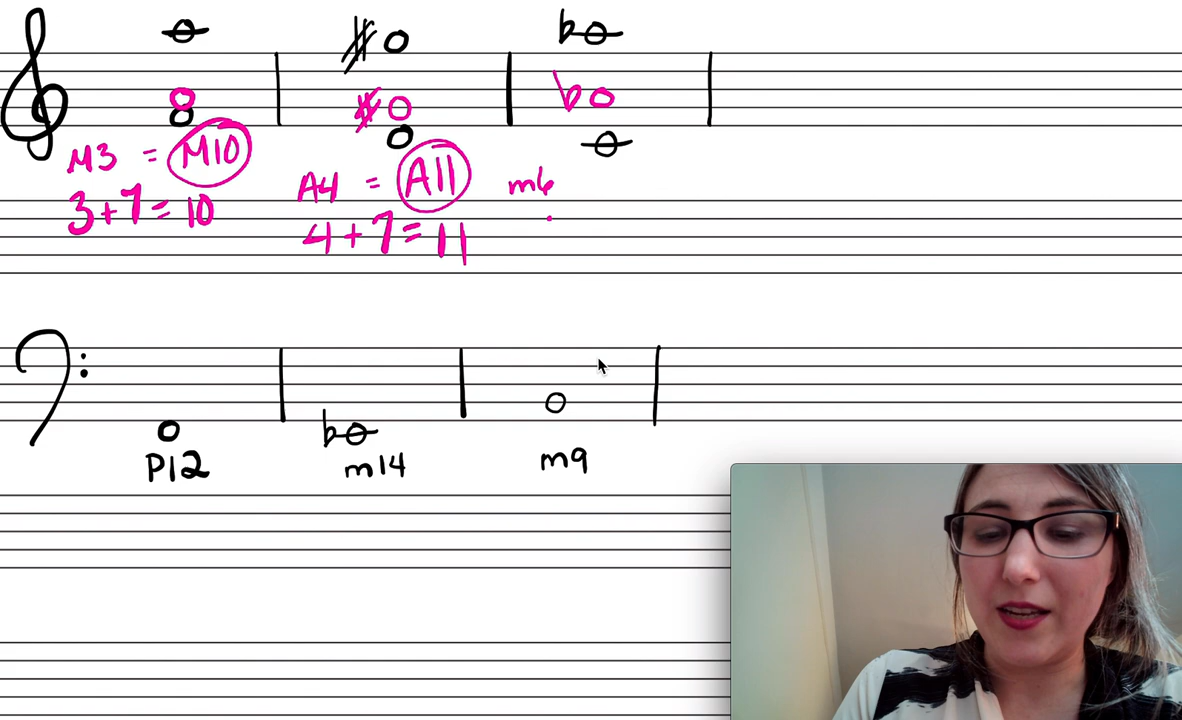 M3 = M10
3+7=10
A4 = A11
4+7=11
m6
P12
m14
m9